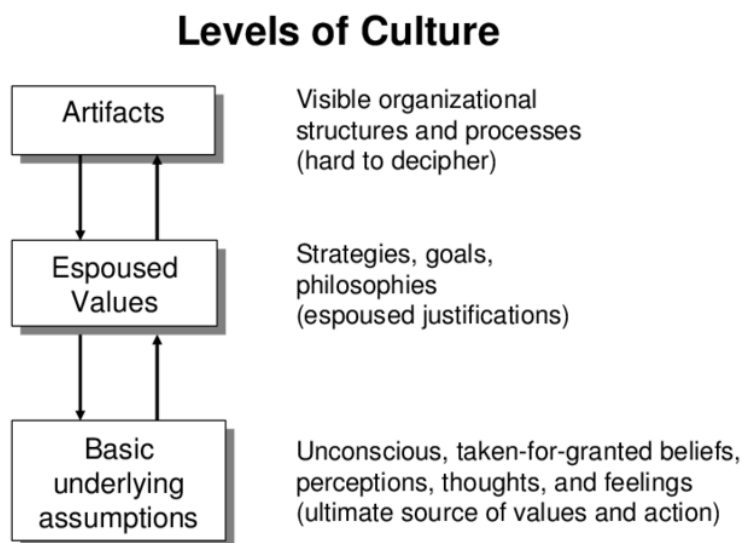 Levels of Culture
Artifacts
Visible organizational
structures and processes
(hard to decipher)
Espoused
Values
Strategies, goals,
philosophies
(espoused justifications)
Basic
underlying
assumptions
Unconscious, taken-for-granted beliefs,
perceptions, thoughts, and feelings
(ultimate source of values and action)